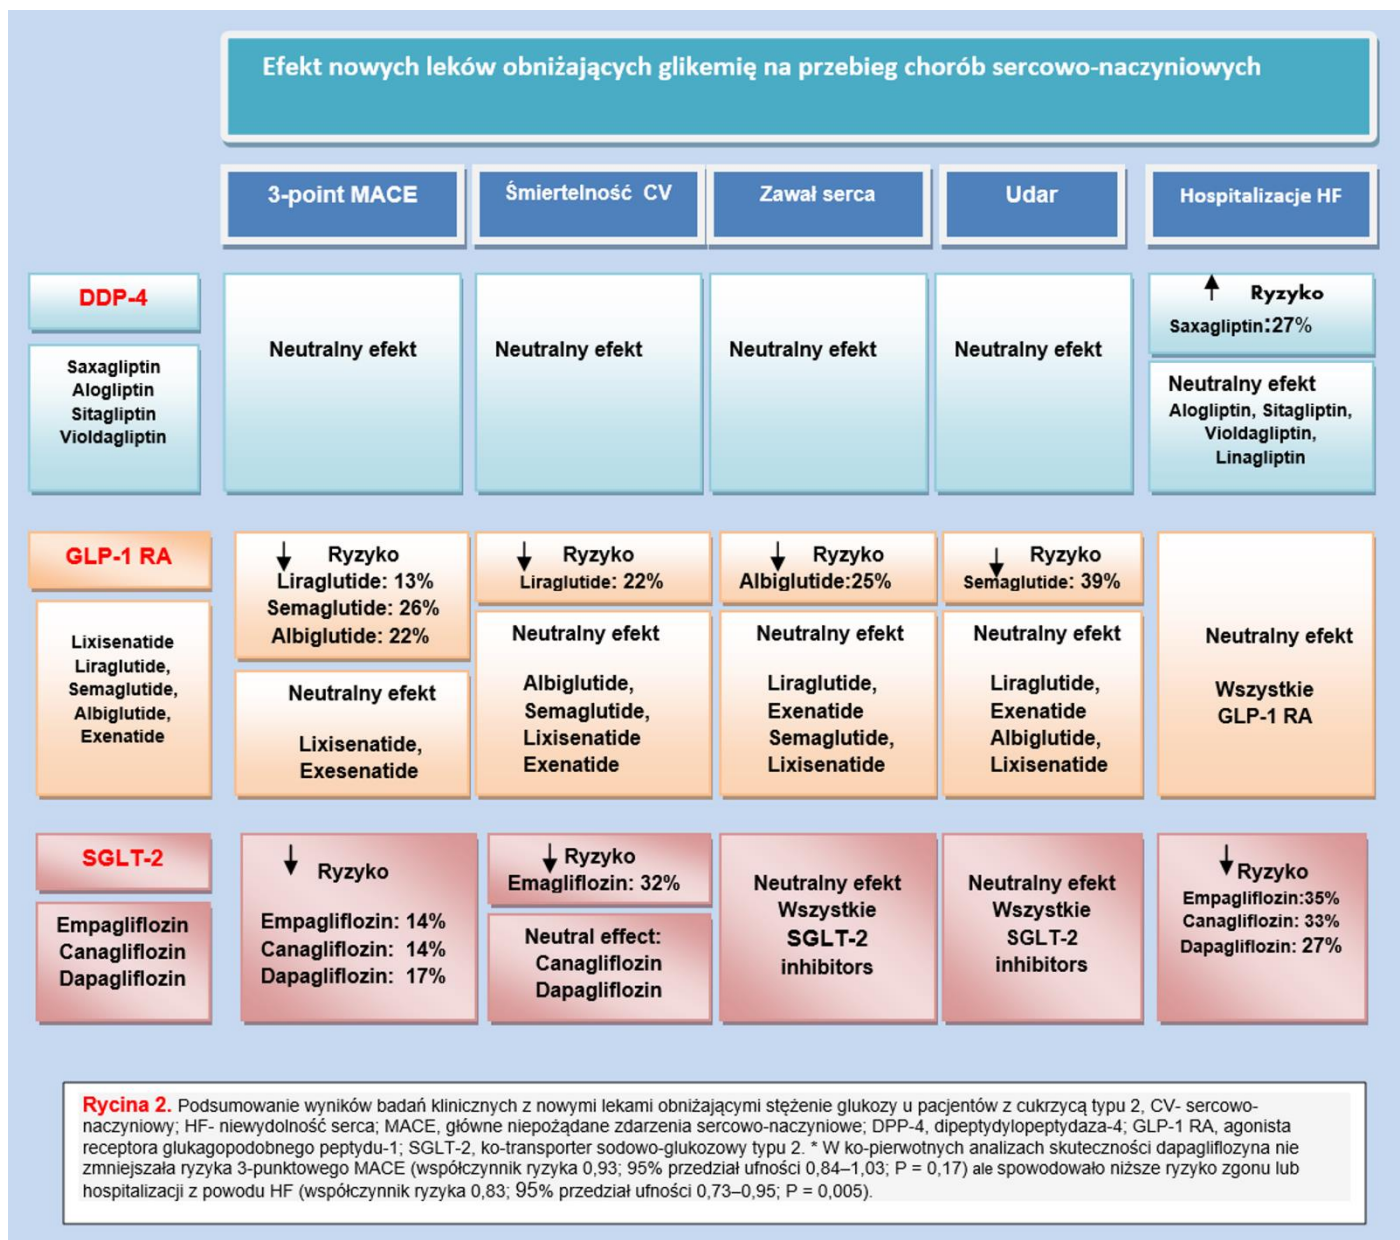 Efekt nowych leków obniżających glikemię na przebieg chorób sercowo-naczyniowych
3-point MACE
Śmiertelność CV
Zawał serca
Udar
Hospitalizacje HF
DDP-4
Saxagliptin
Alogliptin
Sitagliptin
Violdagliptin
Neutralny efekt
Neutralny efekt
Neutralny efekt
Neutralny efekt
↑ Ryzyko
Saxagliptin:27%
Neutralny efekt
Alogliptin, Sitagliptin,
Violdagliptin,
Linagliptin
GLP-1 RA
Lixisenatide
Liraglutide,
Semaglutide,
Albiglutide,
Exenatide
↓ Ryzyko
Liraglutide: 13%
Semaglutide: 26%
Albiglutide: 22%
Neutralny efekt
Lixisenatide,
Exesenatide
↓ Ryzyko
Liraglutide: 22%
Neutralny efekt
Albiglutide,
Semaglutide,
Lixisenatide
Exenatide
↓ Ryzyko
Albiglutide:25%
Neutralny efekt
Liraglutide,
Exenatide
Semaglutide,
Lixisenatide
↓ Ryzyko
Semaglutide: 39%
Neutralny efekt
Liraglutide,
Exenatide
Albiglutide,
Lixisenatide
Neutralny efekt
Wszystkie
GLP-1 RA
SGLT-2
Empagliflozin
Canagliflozin
Dapagliflozin
↓ Ryzyko
Empagliflozin: 14%
Canagliflozin: 14%
Dapagliflozin: 17%
↓ Ryzyko
Emagliflozin: 32%
Neutral effect:
Canagliflozin
Dapagliflozin
Neutralny efekt
Wszystkie
SGLT-2
inhibitors
Neutralny efekt
Wszystkie
SGLT-2
inhibitors
↓ Ryzyko
Empagliflozin:35%
Canagliflozin: 33%
Dapagliflozin: 27%
Rycina 2. Podsumowanie wyników badań klinicznych z nowymi lekami obniżającymi stężenie glukozy u pacjentów z cukrzycą typu 2, CV- sercowo-
naczyniowy; HF- niewydolność serca; MACE, główne niepożądane zdarzenia sercowo-naczyniowe; DPP-4, dipeptydylopeptydaza-4; GLP-1 RA, agonista
receptora glukagopodobnego peptydu-1; SGLT-2, ko-transporter sodowo-glukozowy typu 2. * W ko-pierwotnych analizach skuteczności dapagliflozyna nie
zmniejszała ryzyka 3-punktowego MACE (współczynnik ryzyka 0,93; 95% przedział ufności 0,84–1,03; P = 0,17) ale spowodowało niższe ryzyko zgonu lub
hospitalizacji z powodu HF (współczynnik ryzyka 0,83; 95% przedział ufności 0,73–0,95; P = 0,005).